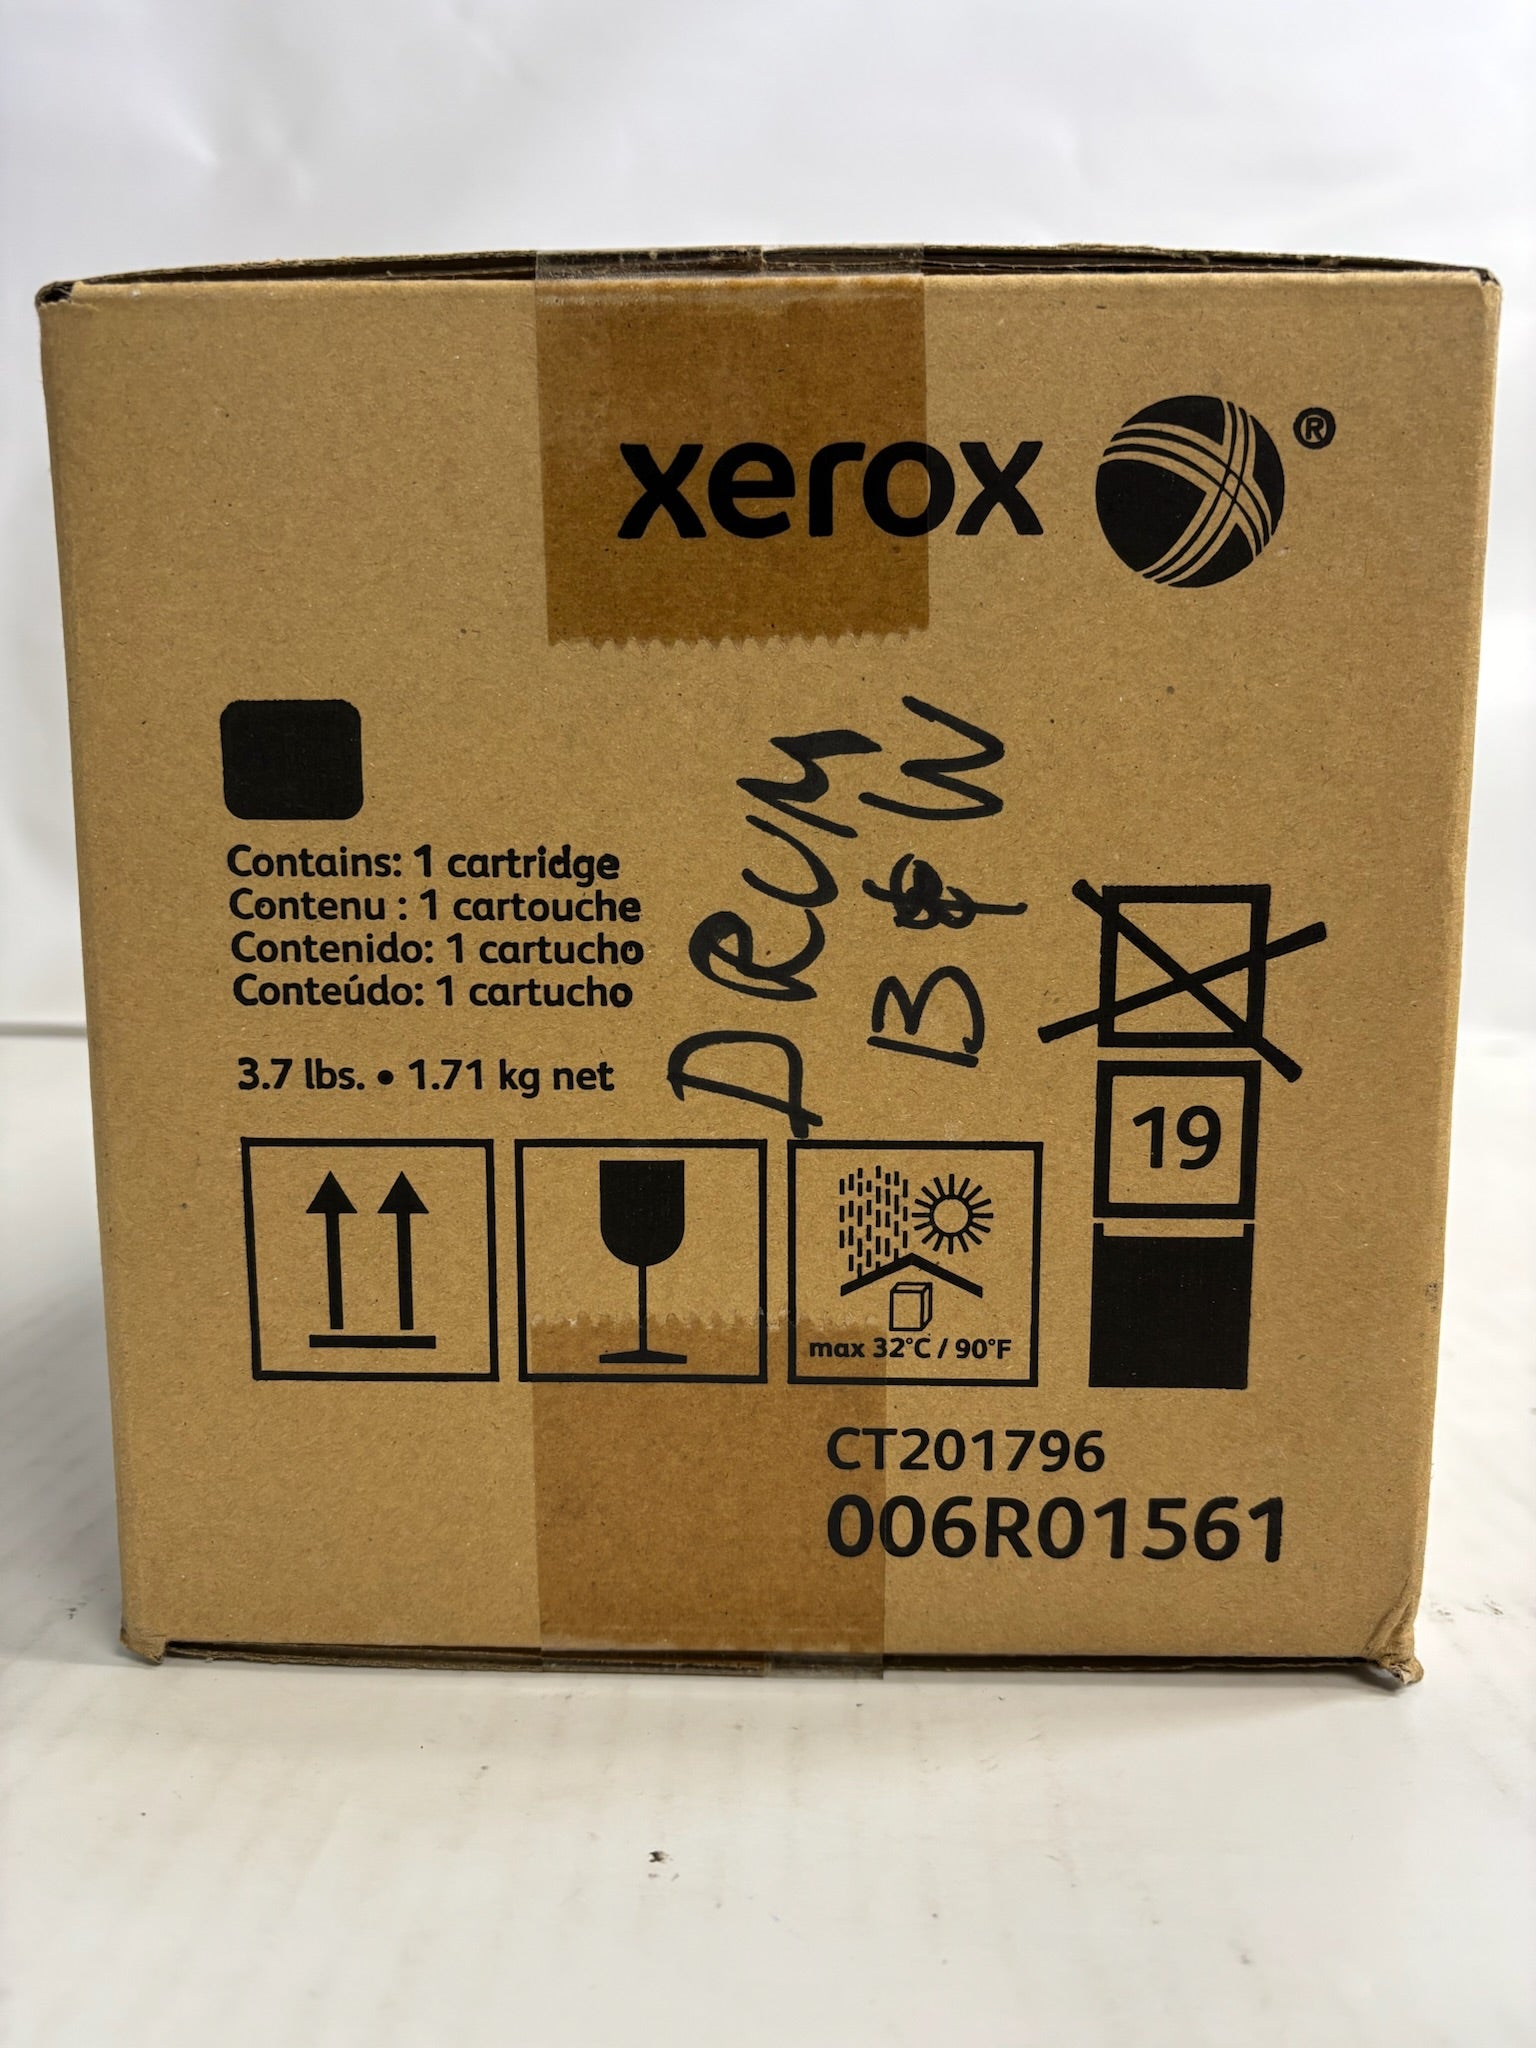 xerox ®
Contains: 1 cartridge
Contenu : 1 cartouche
Contenido: 1 cartucho
Conteúdo: 1 cartucho
3.7 lbs. • 1.71 kg net
DRUM
B & W
19
max 32°C / 90°F
CT201796
006R01561